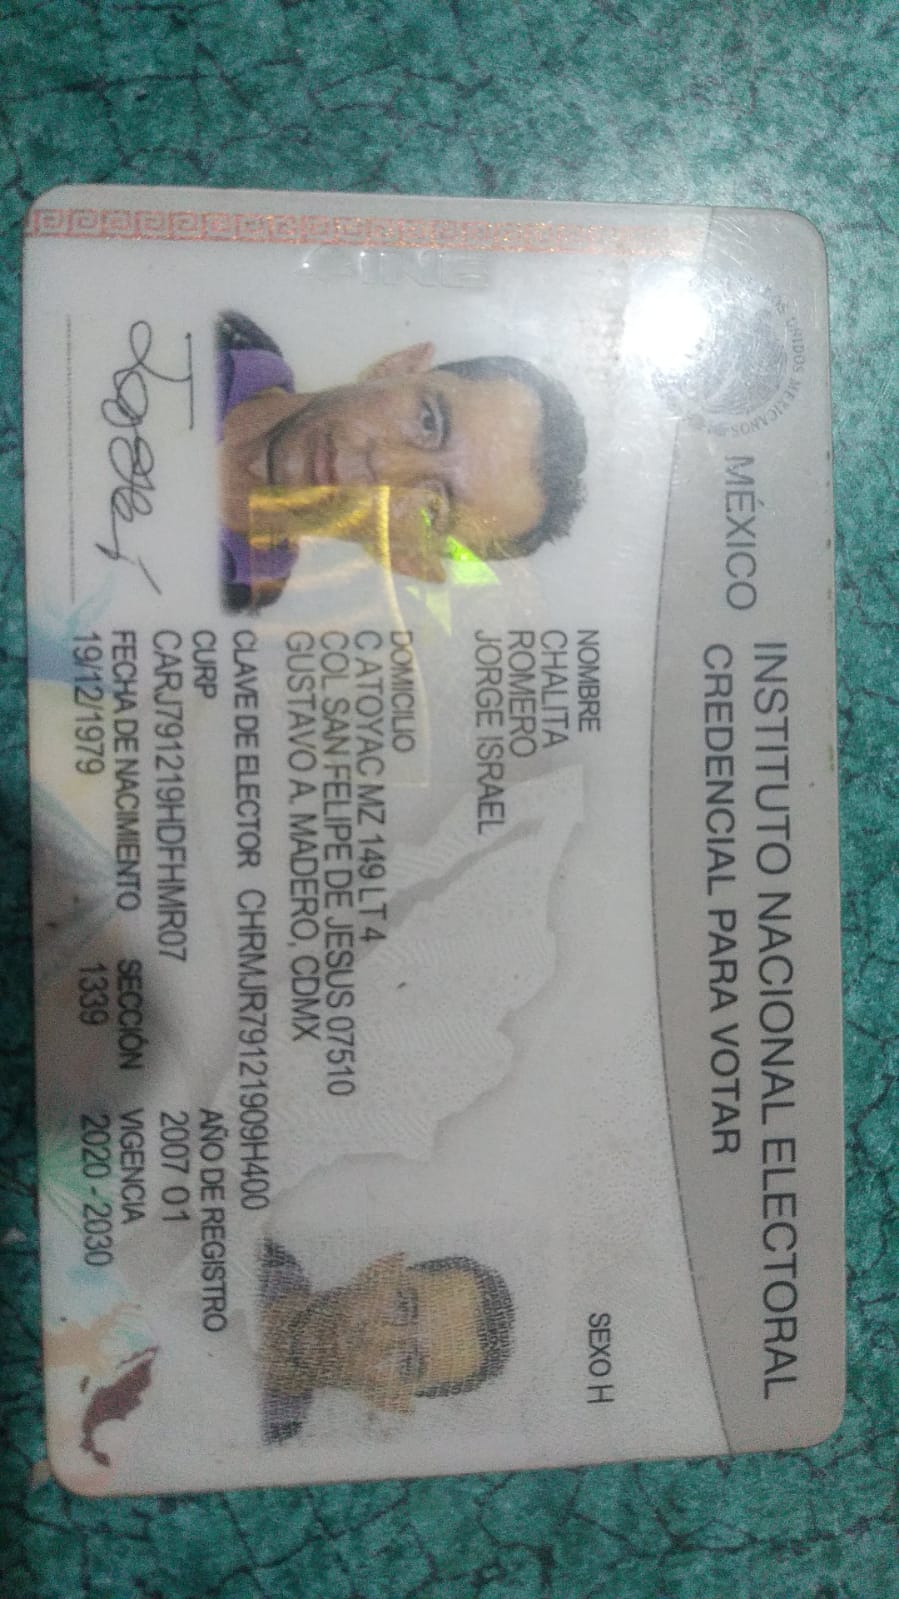 MÉXICO INSTITUTO NACIONAL ELECTORAL
CREDENCIAL PARA VOTAR
INE
NOMBRE
CHALITA
ROMERO
JORGE ISRAEL
SEXO H
DOMICILIO
C ATOYAC MZ 149 LT 4
COL SAN FELIPE DE JESUS 07510
GUSTAVO A. MADERO, CDMX
CLAVE DE ELECTOR CHRMJR79121909H400
CURP
CARJ791219HDFHMR07
AÑO DE REGISTRO
2007 01
FECHA DE NACIMIENTO
19/12/1979
SECCIÓN
1339
VIGENCIA
2020 - 2030